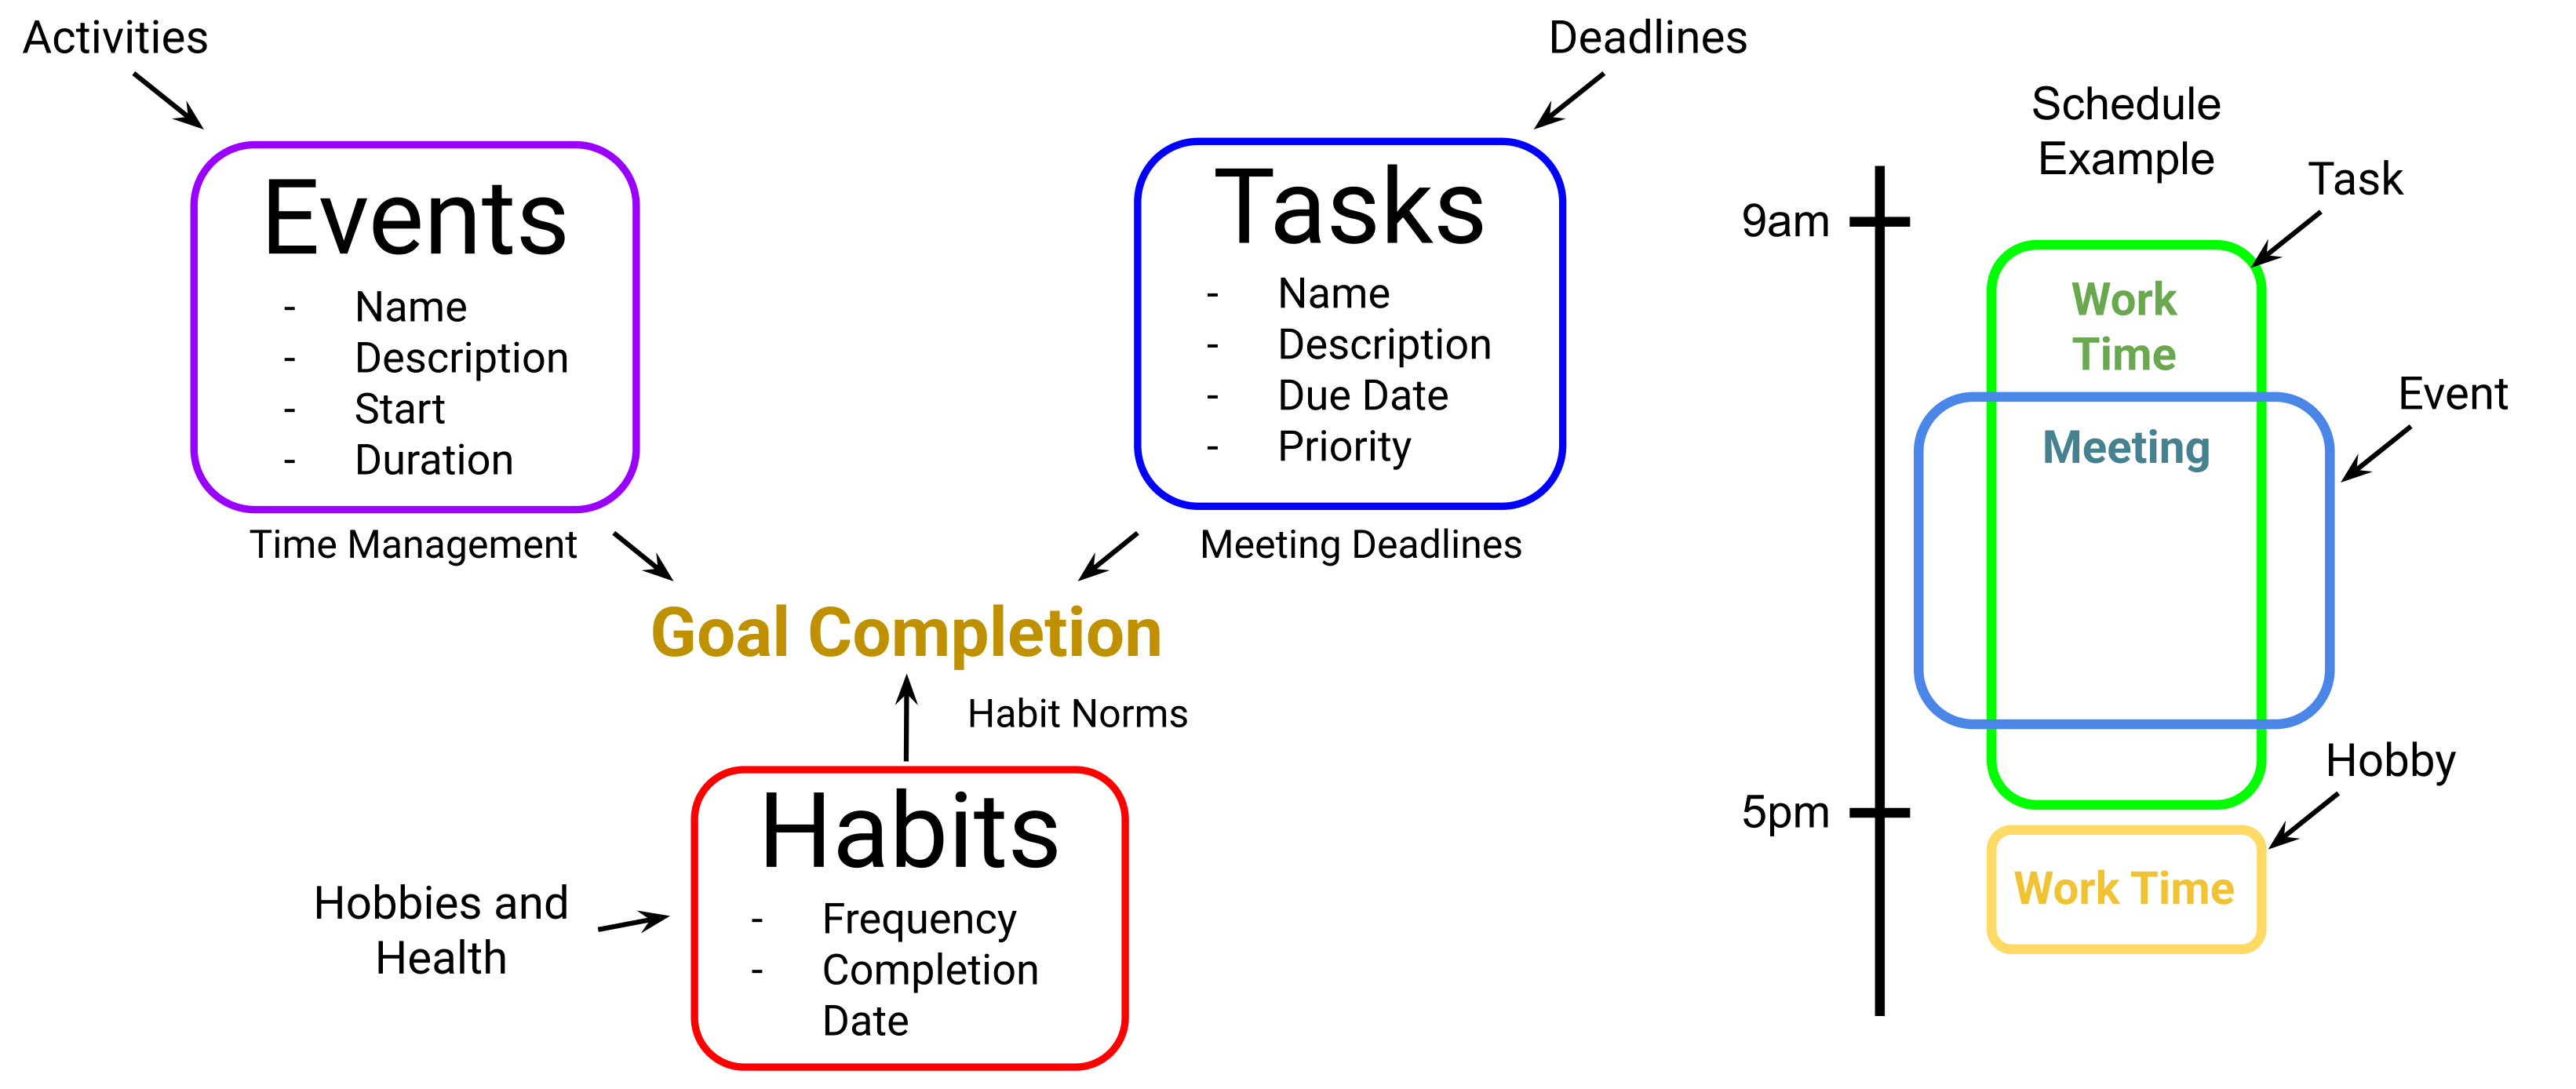 Activities
Events
- Name
- Description
- Start
- Duration
Time Management
Deadlines
Tasks
- Name
- Description
- Due Date
- Priority
Meeting Deadlines
Goal Completion
Habit Norms
Habits
- Frequency
- Completion
Date
Hobbies and
Health
Schedule
Example
9am
Task
Work
Time
Event
Meeting
Hobby
5pm
Work Time